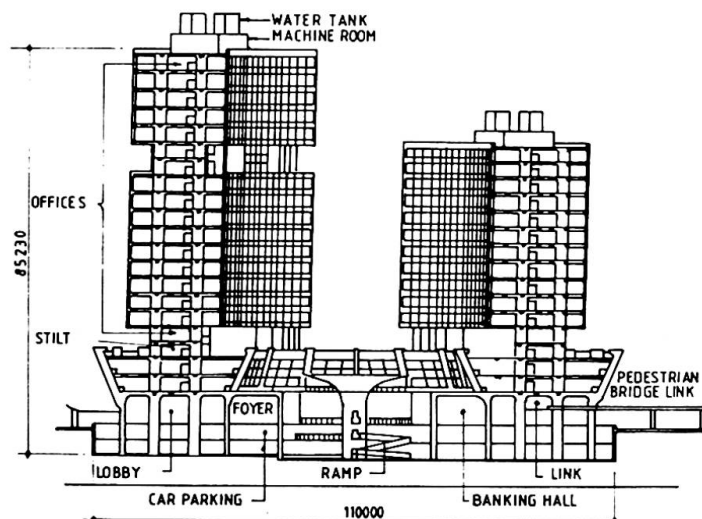 WATER TANK
MACHINE ROOM
OFFICES
85230
STILT
PEDESTRIAN
BRIDGE LINK
FOYER
LOBBY
RAMP
LINK
CAR PARKING
BANKING HALL
110000